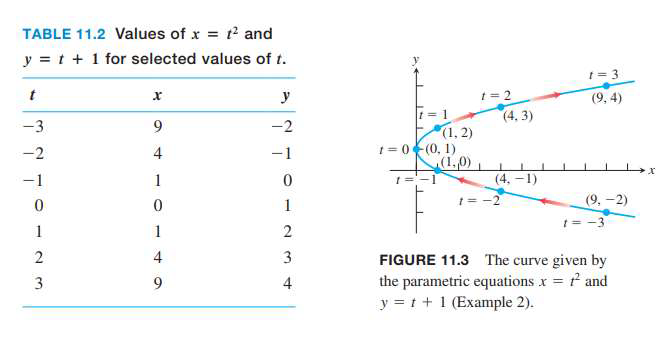 TABLE 11.2 Values of x = t² and
y = t + 1 for selected values of t.
t x y
−3 9 −2
−2 4 −1
−1 1 0
0 0 1
1 1 2
2 4 3
3 9 4
y
t = 3
(9, 4)
t = 2
(4, 3)
t = 1
(1, 2)
t = 0
(0, 1)
(1, 0)
x
t = −1
(4, −1)
t = −2
(9, −2)
t = −3
FIGURE 11.3 The curve given by
the parametric equations x = t² and
y = t + 1 (Example 2).